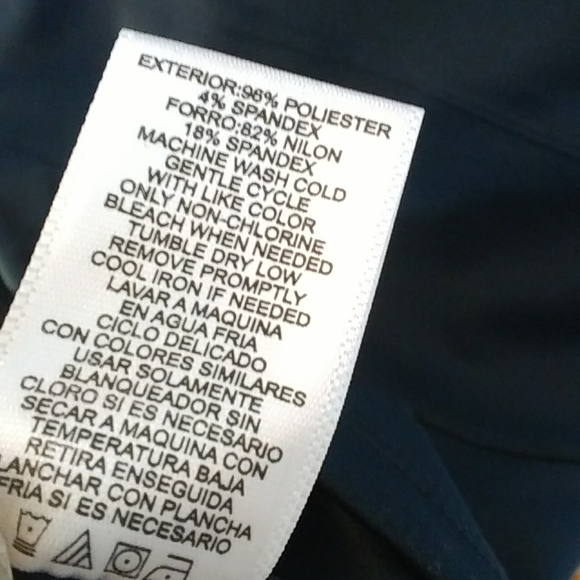 EXTERIOR:96% POLIESTER
4% SPANDEX
FORRO:82% NILON
18% SPANDEX
MACHINE WASH COLD
GENTLE CYCLE
WITH LIKE COLOR
ONLY NON-CHLORINE
BLEACH WHEN NEEDED
TUMBLE DRY LOW
REMOVE PROMPTLY
COOL IRON IF NEEDED
LAVAR A MAQUINA
EN AGUA FRIA
CICLO DELICADO
CON COLORES SIMILARES
USAR SOLAMENTE
BLANQUEADOR SIN
CLORO SI ES NECESARIO
SECAR A MAQUINA CON
TEMPERATURA BAJA
RETIRA ENSEGUIDA
LANCHAR CON PLANCHA
FRIA SI ES NECESARIO